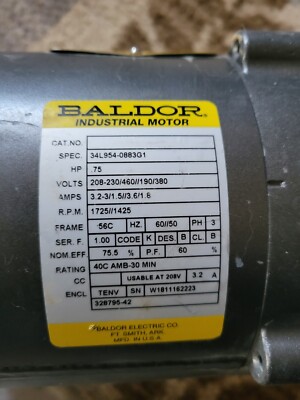 BALDOR®
INDUSTRIAL MOTOR
CAT.NO.
SPEC. 34L954-0883G1
HP .75
VOLTS 208-230/460//190/380
AMPS 3.2-3/1.5//3.6/1.8
R.P.M. 1725//1425
FRAME 56C HZ. 60//50 PH 3
SER. F. 1.00 CODE K DES. B CL B
NOM.EFF 75.5 % P.F. 60 %
RATING 40C AMB-30 MIN
CC USABLE AT 208V 3.2 A
ENCL TENV SN W1811162223
328795-42
BALDOR ELECTRIC CO.
FT. SMITH, ARK.
MFG. IN U.S.A.